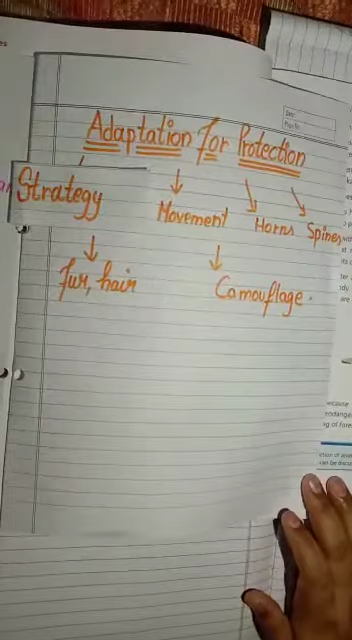 Adaptation for Protection
Strategy
Movement
Horns
Spines
Fur, hair
Camouflage